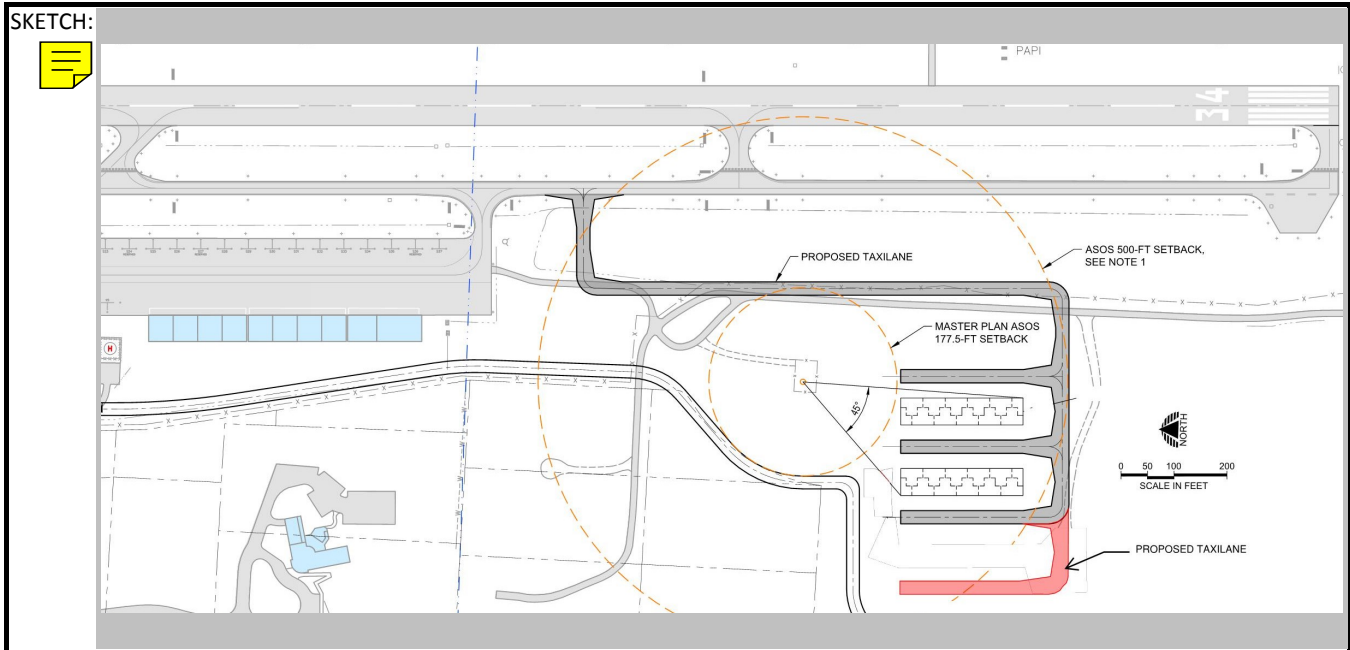 SKETCH:
PAPI
34
ASOS 500-FT SETBACK,
SEE NOTE 1
PROPOSED TAXILANE
MASTER PLAN ASOS
177.5-FT SETBACK
H
45°
NORTH
0 50 100 200
SCALE IN FEET
PROPOSED TAXILANE